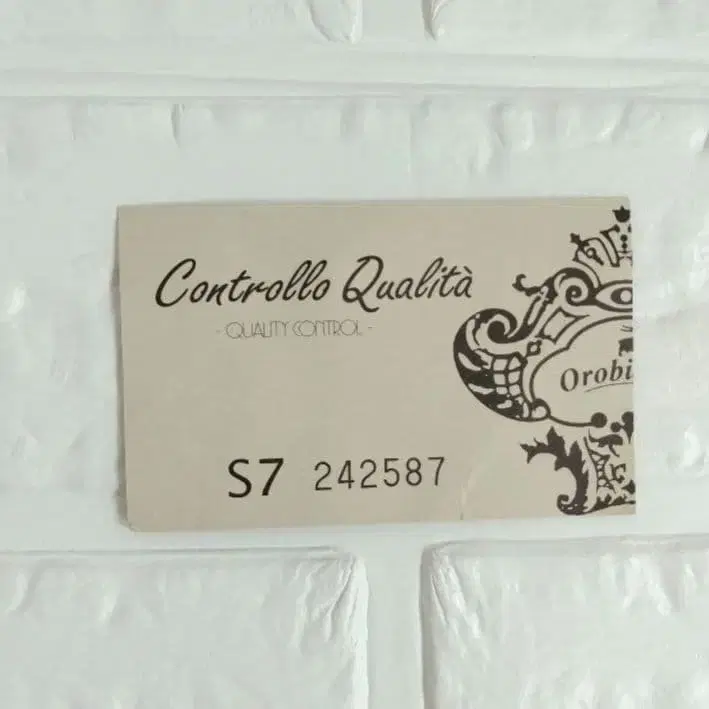 Controllo Qualità
- QUALITY CONTROL -
Orobi
S7 242587